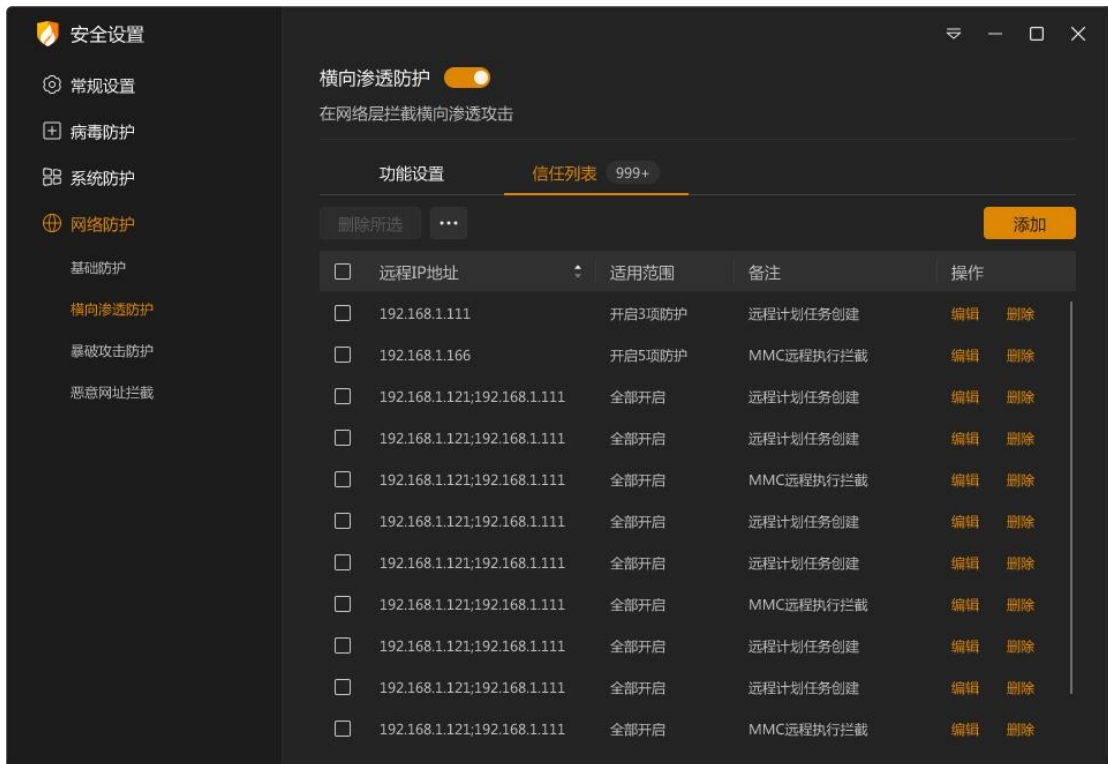 安全设置
常规设置
病毒防护
系统防护
网络防护
基础防护
横向渗透防护
暴破攻击防护
恶意网址拦截
横向渗透防护
在网络层拦截横向渗透攻击
功能设置 信任列表 999+
删除所选 ••• 添加
远程IP地址 适用范围 备注 操作
192.168.1.111 开启3项防护 远程计划任务创建 编辑 删除
192.168.1.166 开启5项防护 MMC远程执行拦截 编辑 删除
192.168.1.121;192.168.1.111 全部开启 远程计划任务创建 编辑 删除
192.168.1.121;192.168.1.111 全部开启 远程计划任务创建 编辑 删除
192.168.1.121;192.168.1.111 全部开启 MMC远程执行拦截 编辑 删除
192.168.1.121;192.168.1.111 全部开启 远程计划任务创建 编辑 删除
192.168.1.121;192.168.1.111 全部开启 远程计划任务创建 编辑 删除
192.168.1.121;192.168.1.111 全部开启 MMC远程执行拦截 编辑 删除
192.168.1.121;192.168.1.111 全部开启 远程计划任务创建 编辑 删除
192.168.1.121;192.168.1.111 全部开启 远程计划任务创建 编辑 删除
192.168.1.121;192.168.1.111 全部开启 MMC远程执行拦截 编辑 删除